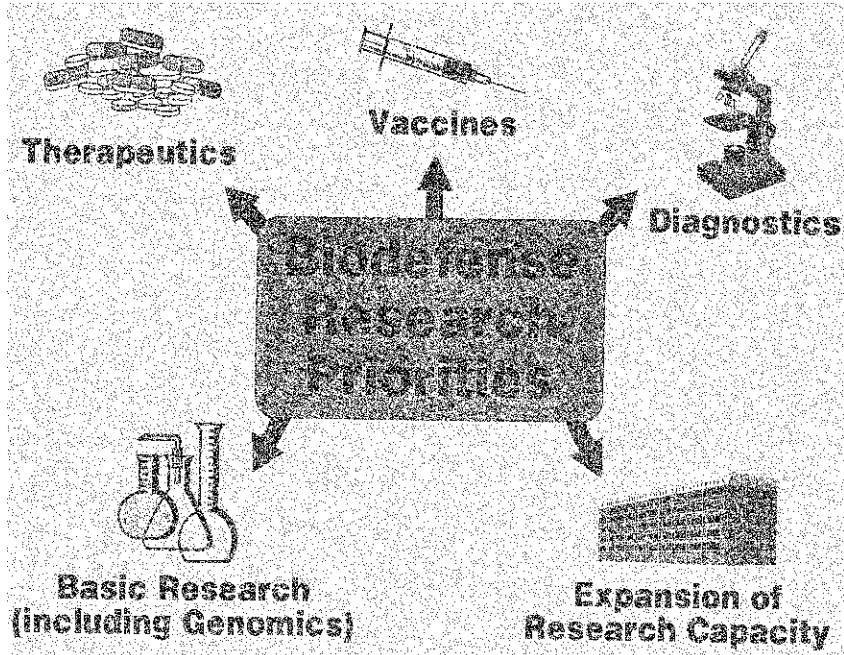 Therapeutics
Vaccines
Diagnostics
Biodefense
Research
Priorities
Basic Research
(including Genomics)
Expansion of
Research Capacity